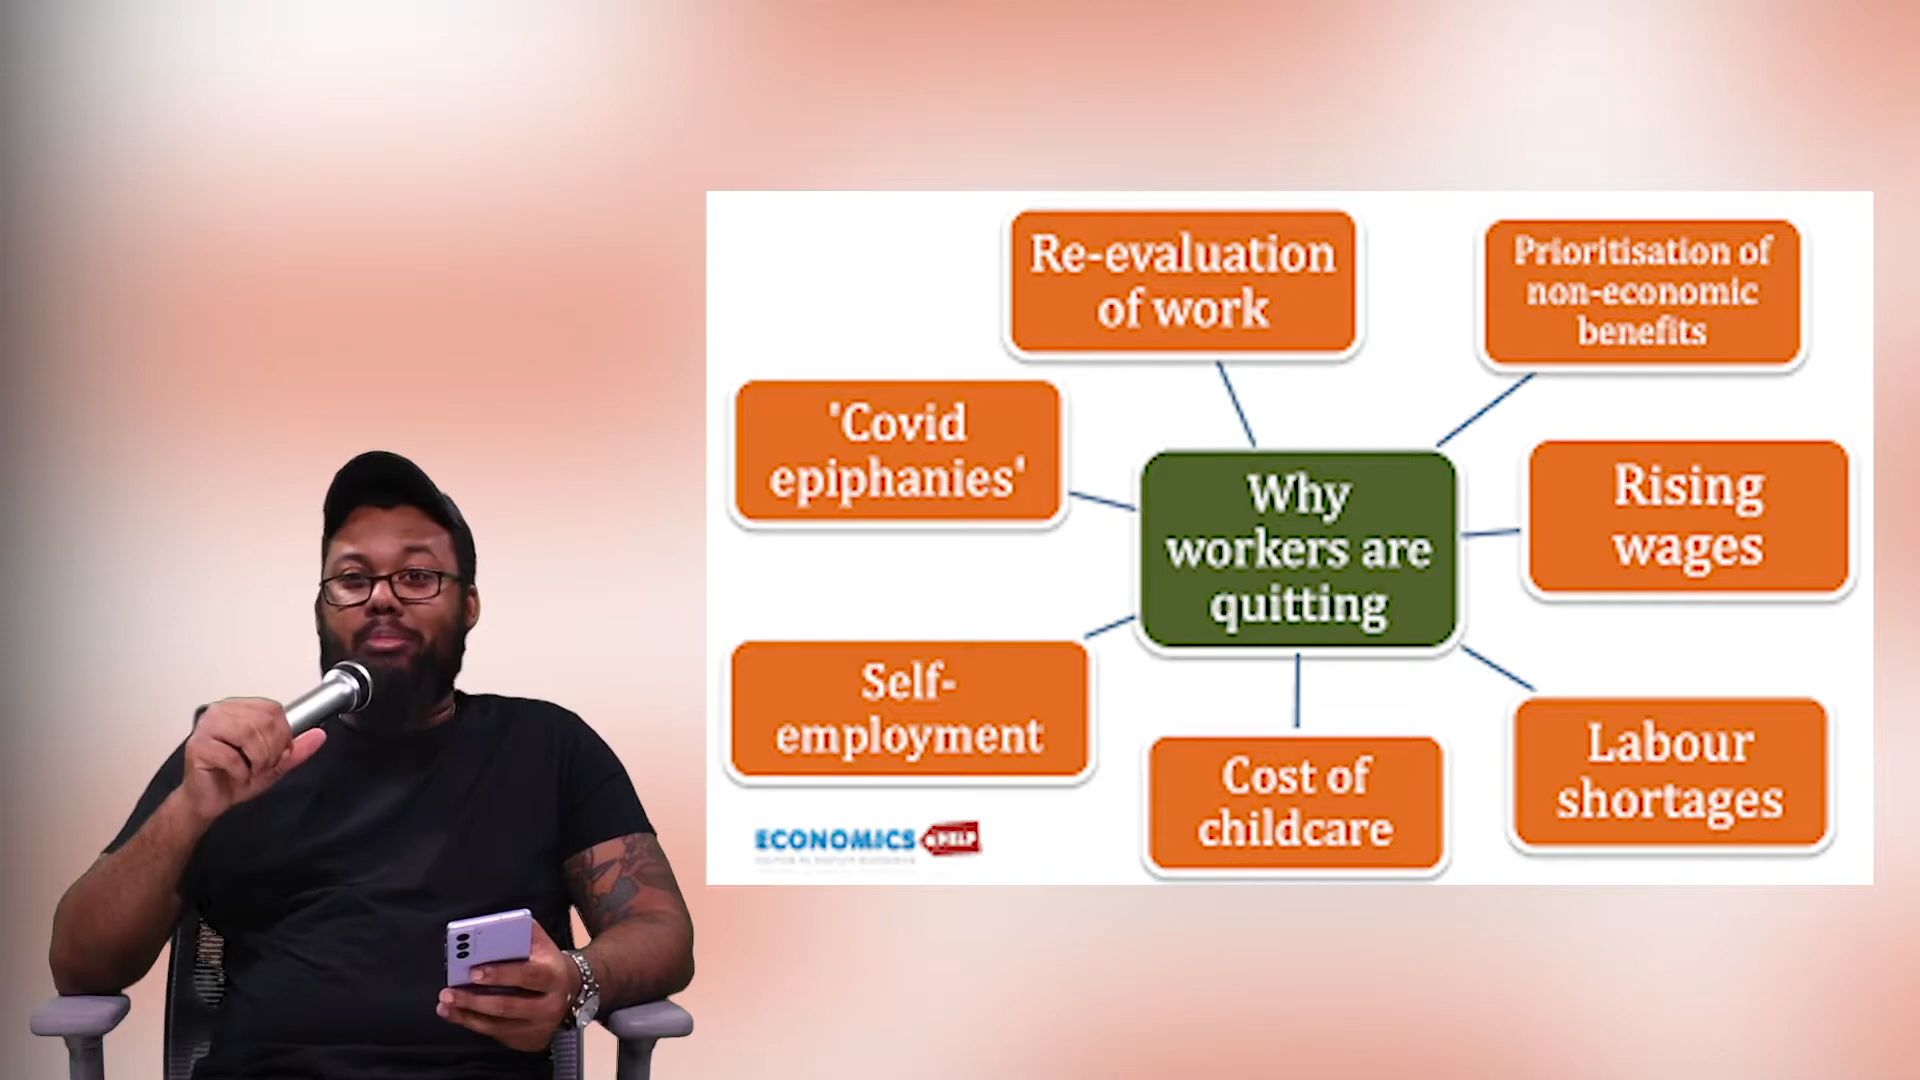 Re-evaluation
of work
Prioritisation of
non-economic
benefits
'Covid
epiphanies'
Why
workers are
quitting
Rising
wages
Self-
employment
Cost of
childcare
Labour
shortages
ECONOMICS
HELP